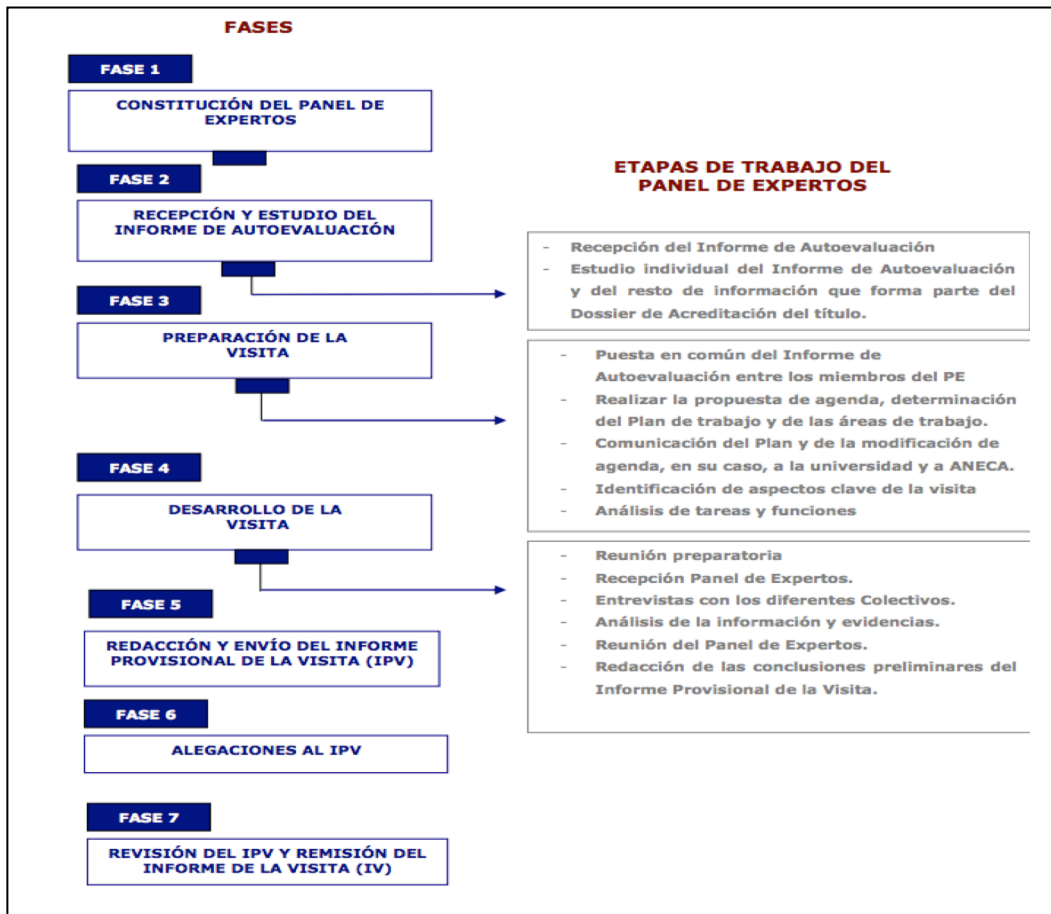 FASES
FASE 1
CONSTITUCIÓN DEL PANEL DE
EXPERTOS
FASE 2
RECEPCIÓN Y ESTUDIO DEL
INFORME DE AUTOEVALUACIÓN
FASE 3
PREPARACIÓN DE LA
VISITA
FASE 4
DESARROLLO DE LA
VISITA
FASE 5
REDACCIÓN Y ENVÍO DEL INFORME
PROVISIONAL DE LA VISITA (IPV)
FASE 6
ALEGACIONES AL IPV
FASE 7
REVISIÓN DEL IPV Y REMISIÓN DEL
INFORME DE LA VISITA (IV)
ETAPAS DE TRABAJO DEL
PANEL DE EXPERTOS
- Recepción del Informe de Autoevaluación
- Estudio individual del Informe de Autoevaluación
y del resto de información que forma parte del
Dossier de Acreditación del título.
- Puesta en común del Informe de
Autoevaluación entre los miembros del PE
- Realizar la propuesta de agenda, determinación
del Plan de trabajo y de las áreas de trabajo.
- Comunicación del Plan y de la modificación de
agenda, en su caso, a la universidad y a ANECA.
- Identificación de aspectos clave de la visita
- Análisis de tareas y funciones
- Reunión preparatoria
- Recepción Panel de Expertos.
- Entrevistas con los diferentes Colectivos.
- Análisis de la información y evidencias.
- Reunión del Panel de Expertos.
- Redacción de las conclusiones preliminares del
Informe Provisional de la Visita.